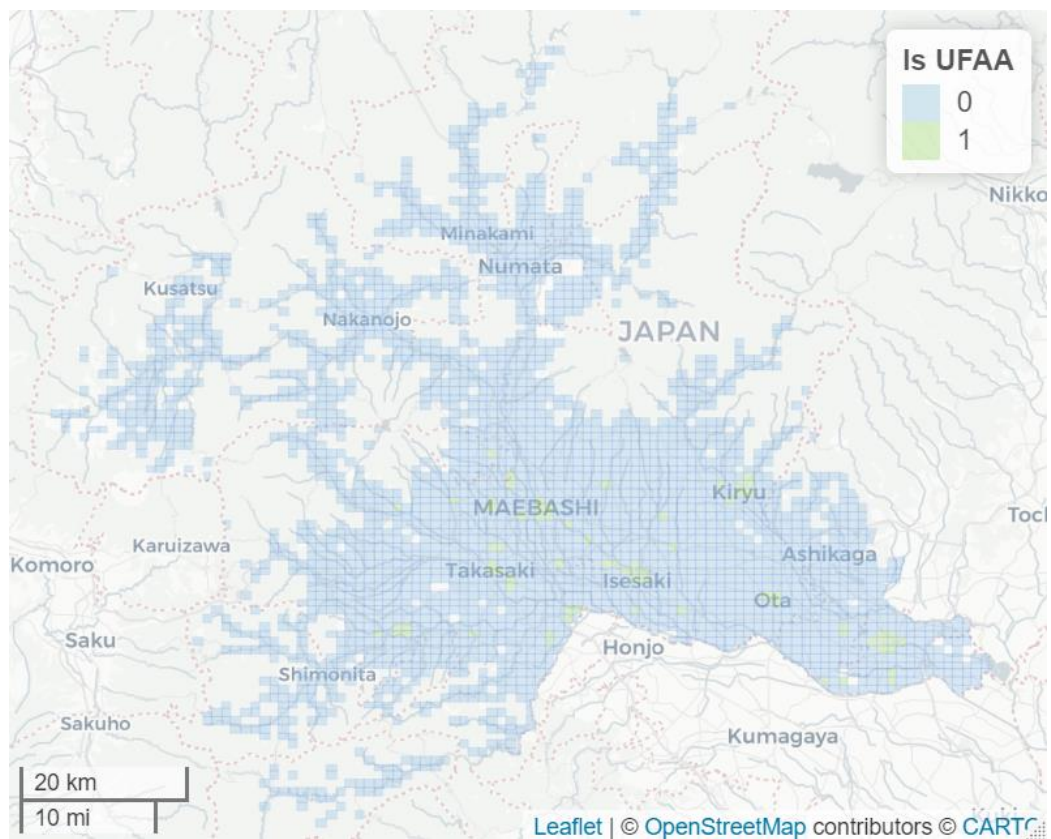 Is UFAA
0
1
Nikko
Minakami
Numata
Kusatsu
Nakanojo
JAPAN
Kiryu
MAEBASHI
Toch
Karuizawa
Komoro
Ashikaga
Takasaki
Isesaki
Ota
Saku
Honjo
Shimonita
Sakuho
Kumagaya
20 km
10 mi
Leaflet | © OpenStreetMap contributors © CARTO